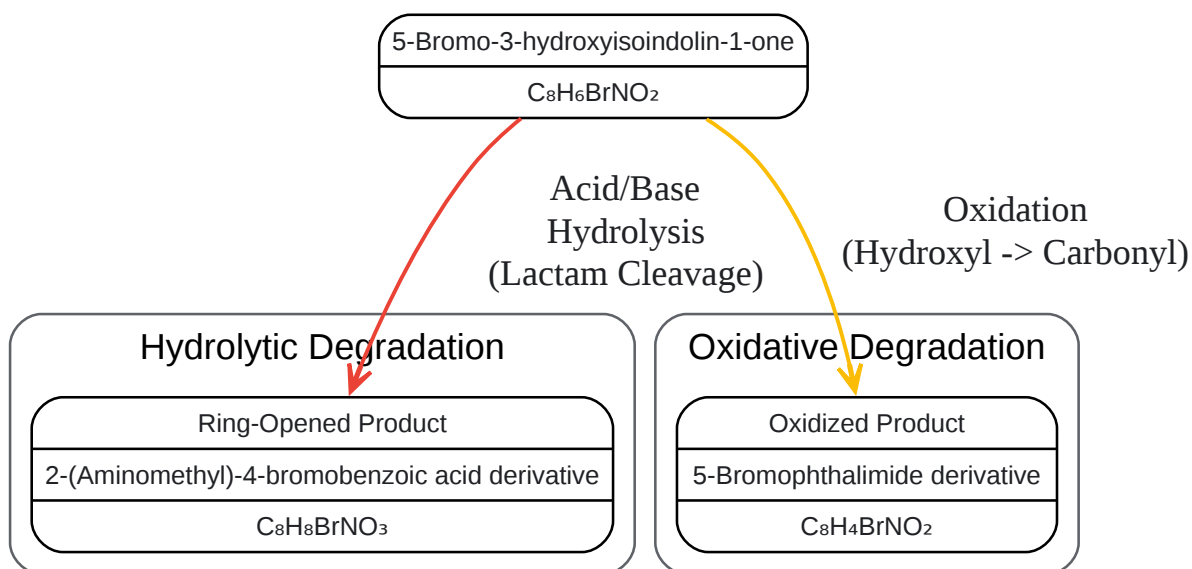 5-Bromo-3-hydroxyisoindolin-1-one
C₈H₆BrNO₂
Acid/Base
Hydrolysis
(Lactam Cleavage)
Oxidation
(Hydroxyl -> Carbonyl)
Hydrolytic Degradation
Ring-Opened Product
2-(Aminomethyl)-4-bromobenzoic acid derivative
C₈H₈BrNO₃
Oxidative Degradation
Oxidized Product
5-Bromophthalimide derivative
C₈H₄BrNO₂